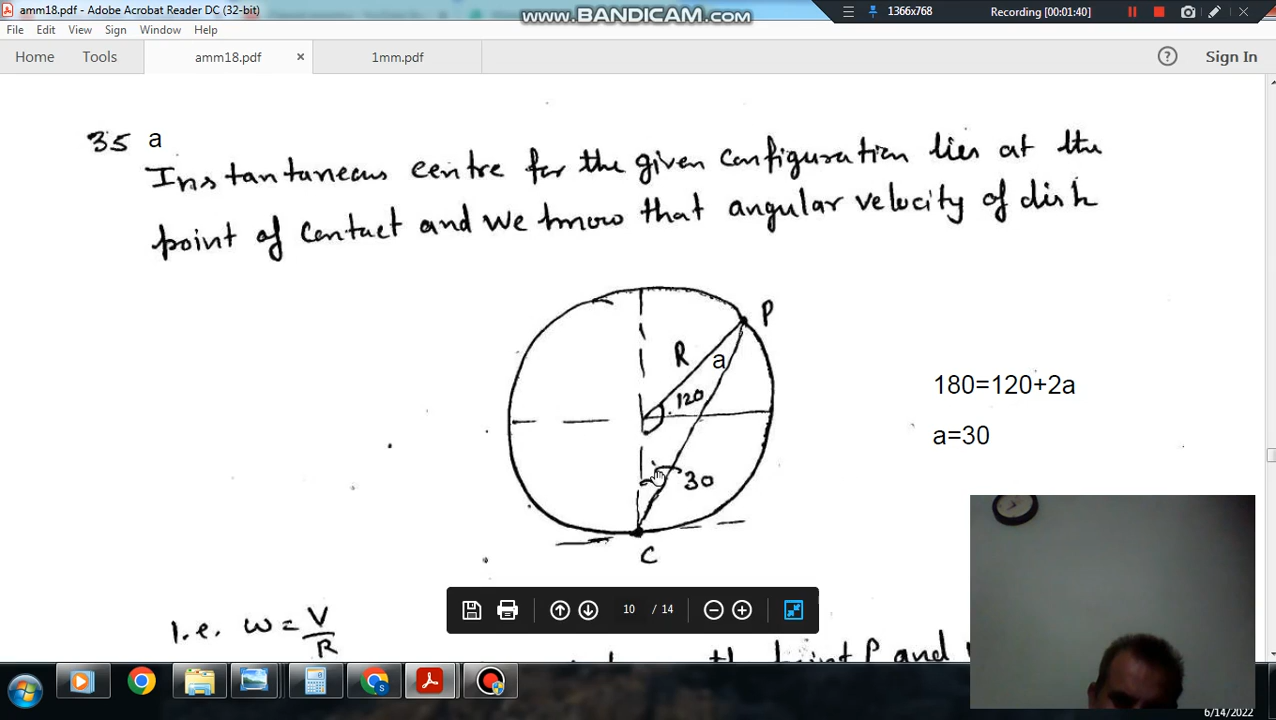 amm18.pdf - Adobe Acrobat Reader DC (32-bit)
www.BANDICAM.com
1366x768
Recording [00:01:40]
File Edit View Sign Window Help
Home Tools amm18.pdf × 1mm.pdf
? Sign In
35 a
Instantaneous centre for the given configuration lies at the
point of contact and we know that angular velocity of disk
P
R
a
120
180=120+2a
a=30
30
C
10 / 14
I.e. ω = V/R
the point P and
6/14/2022